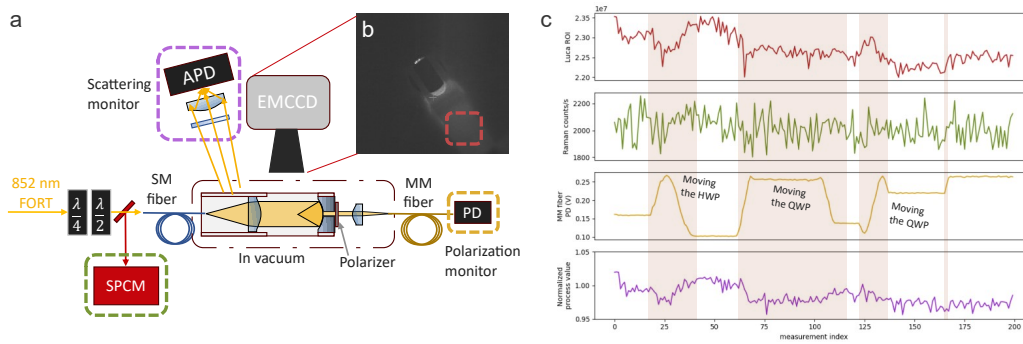 a
Scattering
monitor
APD
EMCCD
b
852 nm
FORT
λ
4
λ
2
SM
fiber
MM
fiber
PD
In vacuum
Polarizer
Polarization
monitor
SPCM
c
1e7
Luca ROI
2.35
2.30
2.25
2.20
Raman counts/s
2200
2000
1800
MM fiber
PD (V)
0.25
0.20
0.15
0.10
Moving
the HWP
Moving
the QWP
Moving
the QWP
Normalized
process value
1.05
1.00
0.95
0
25
50
75
100
125
150
175
200
measurement index